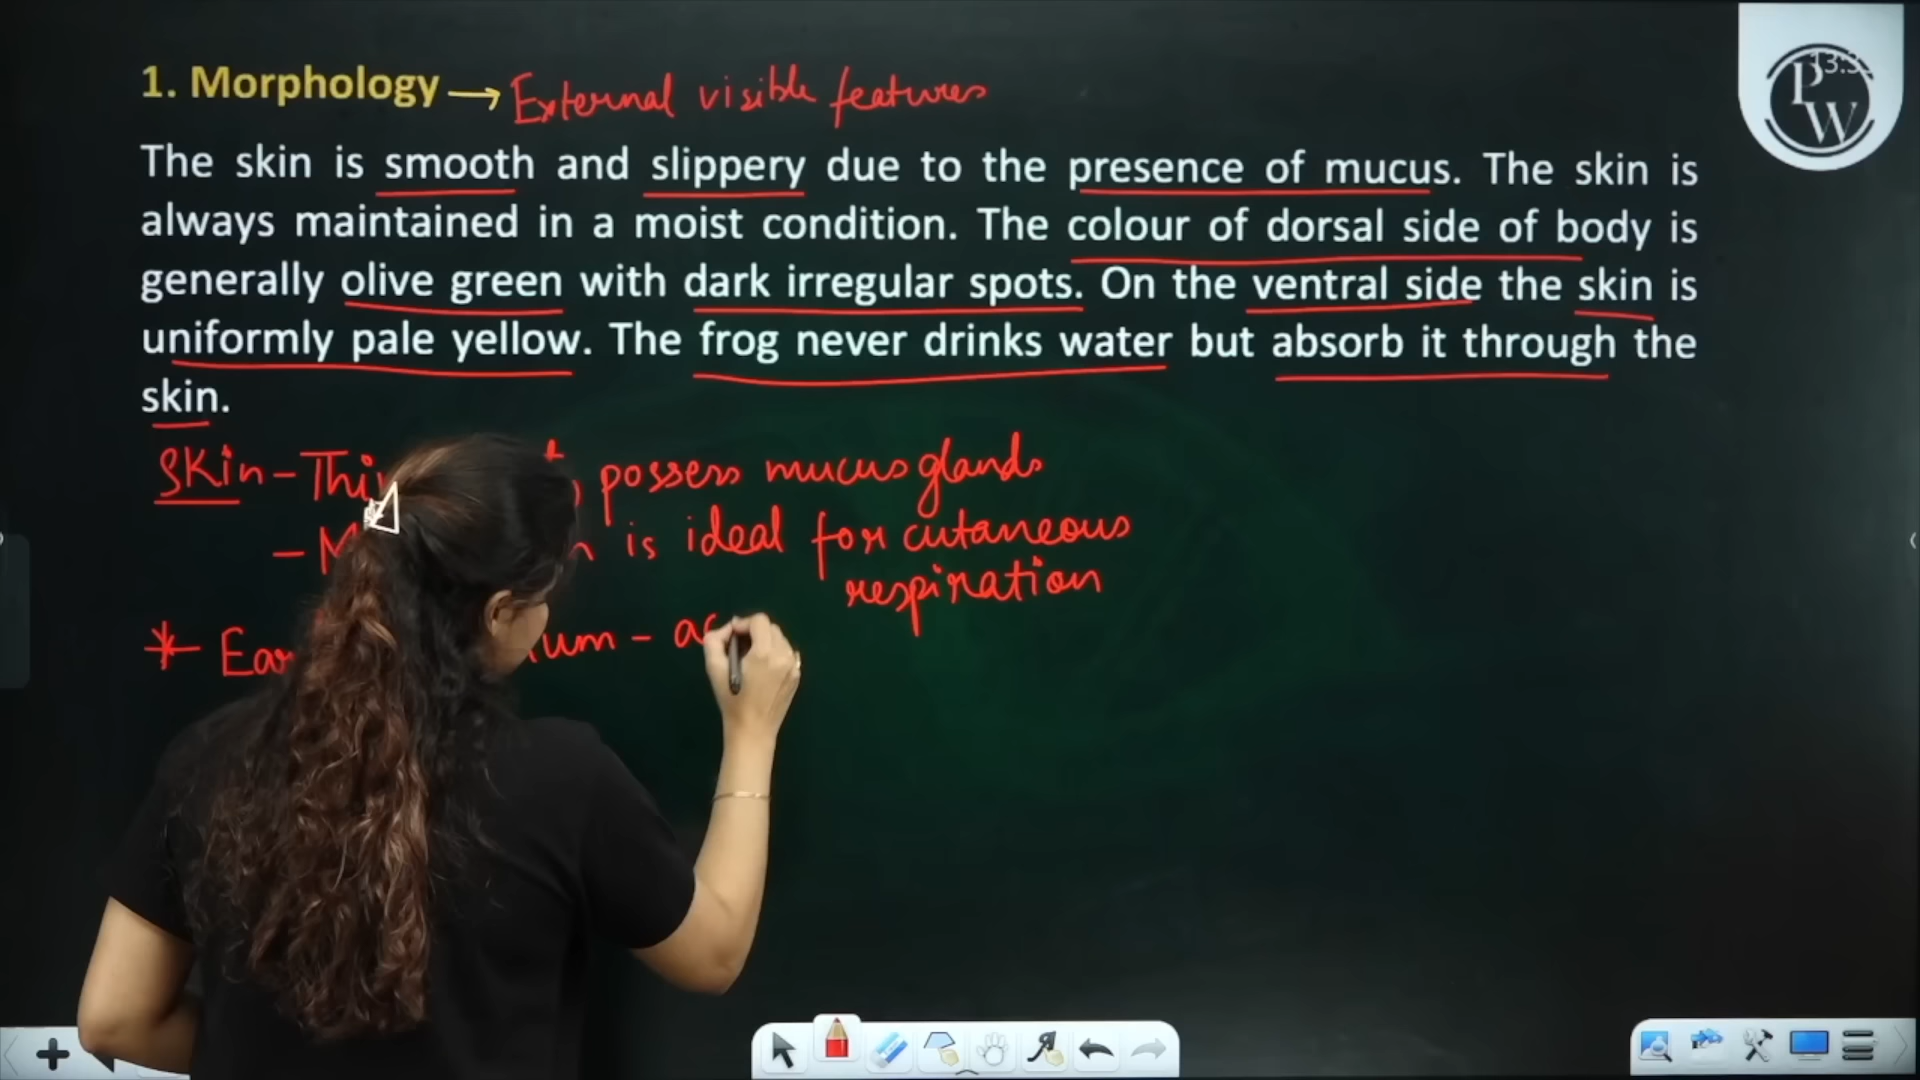 1. Morphology → External visible features
The skin is smooth and slippery due to the presence of mucus. The skin is
always maintained in a moist condition. The colour of dorsal side of body is
generally olive green with dark irregular spots. On the ventral side the skin is
uniformly pale yellow. The frog never drinks water but absorb it through the
skin.
SKin - possess mucus glands
- is ideal for cutaneous
respiration
* -
PW